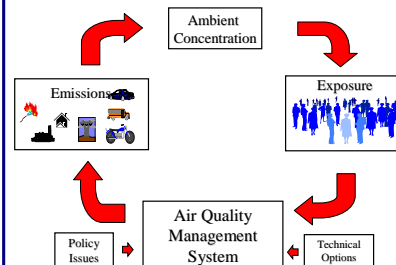 Ambient
Concentration
Emissions
Exposure
Air Quality
Management
System
Policy
Issues
Technical
Options